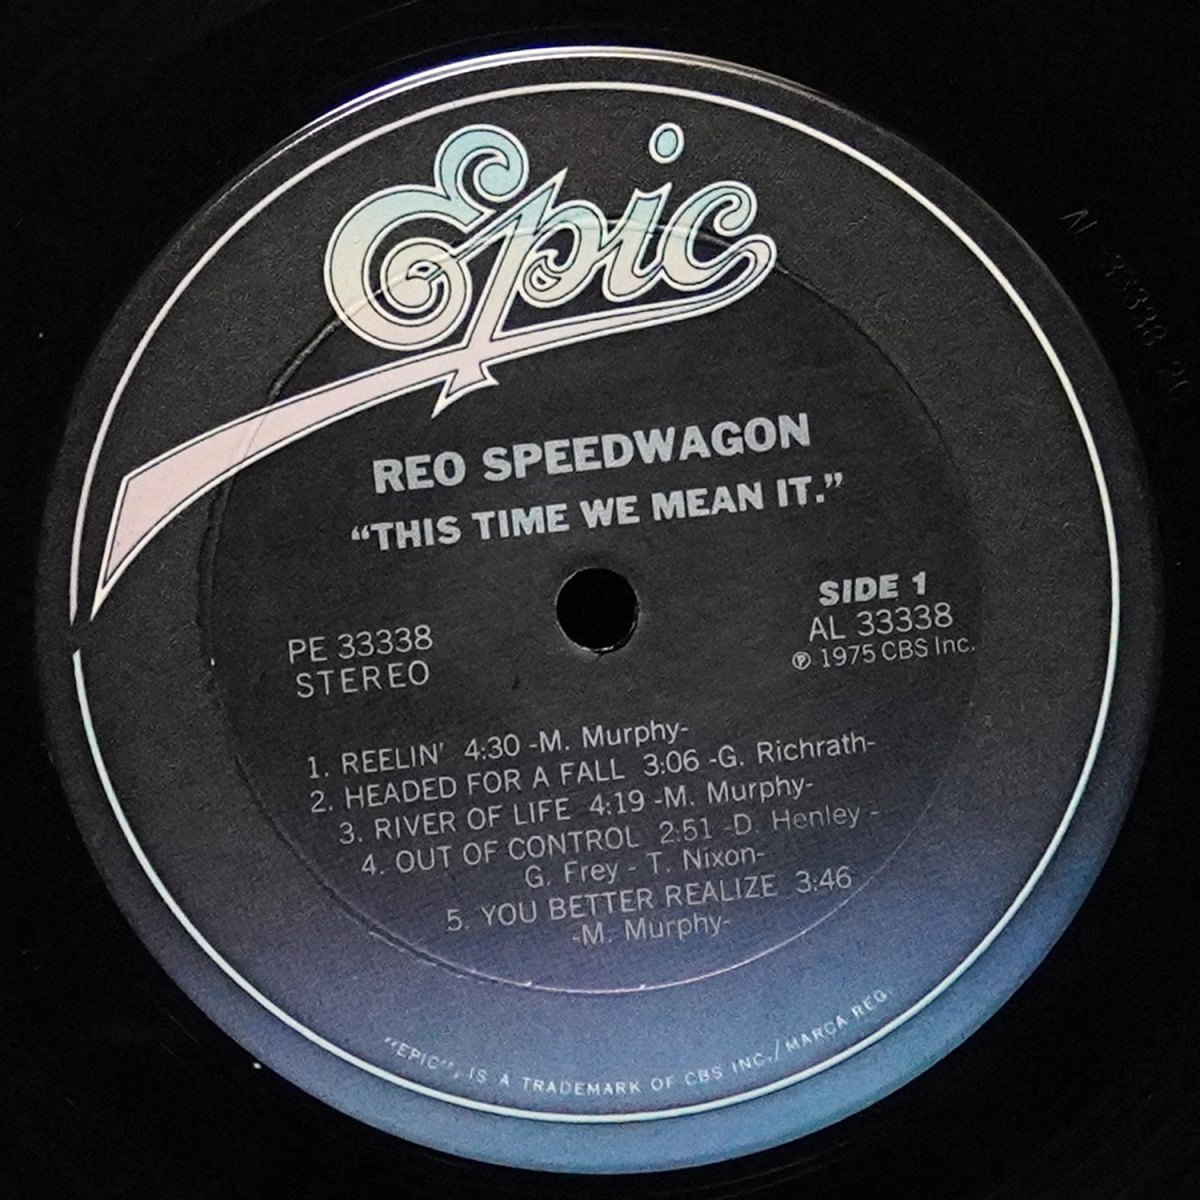 Epic
REO SPEEDWAGON
“THIS TIME WE MEAN IT.”
SIDE 1
AL 33338
℗ 1975 CBS Inc.
PE 33338
STEREO
1. REELIN' 4:30 -M. Murphy-
2. HEADED FOR A FALL 3:06 -G. Richrath-
3. RIVER OF LIFE 4:19 -M. Murphy-
4. OUT OF CONTROL 2:51 -D. Henley -
G. Frey - T. Nixon-
5. YOU BETTER REALIZE 3:46
-M. Murphy-
"EPIC", IS A TRADEMARK OF CBS INC./MARCA REG.
AL 33338